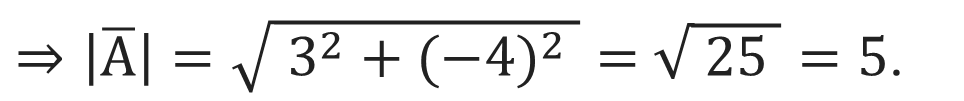 ⇒ |A̅| = √(3² + (−4)²) = √25 = 5.